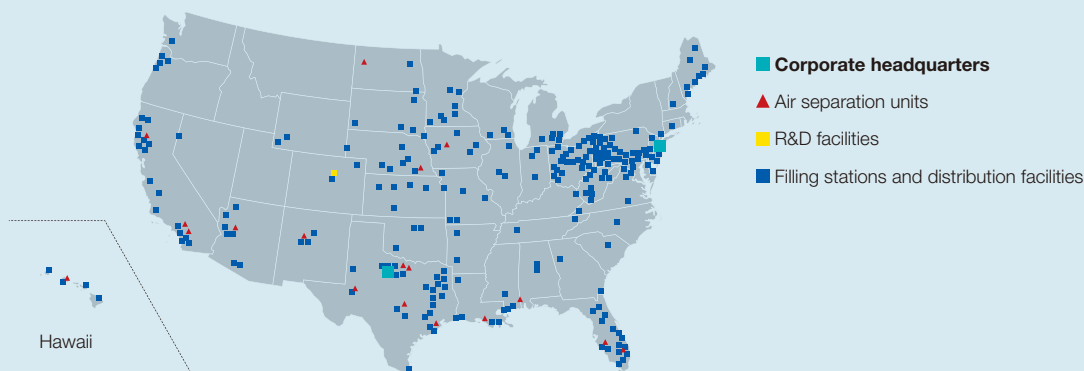 Corporate headquarters
Air separation units
R&D facilities
Filling stations and distribution facilities
Hawaii